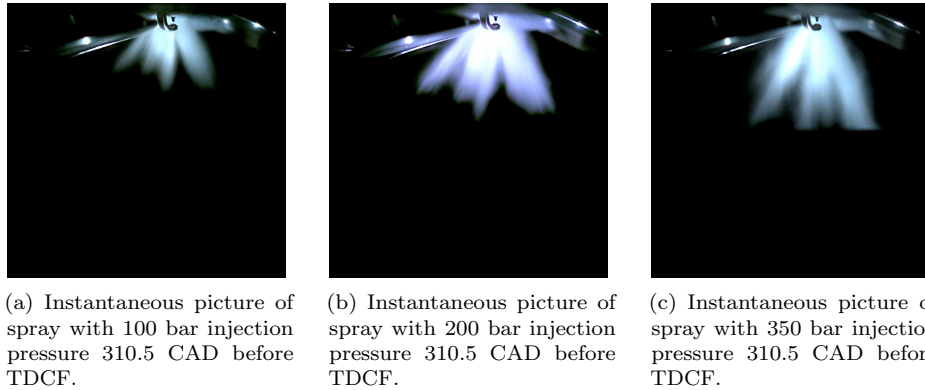 (a) Instantaneous picture of
spray with 100 bar injection
pressure 310.5 CAD before
TDCF.
(b) Instantaneous picture of
spray with 200 bar injection
pressure 310.5 CAD before
TDCF.
(c) Instantaneous picture
spray with 350 bar
pressure 310.5 CAD
TDCF.